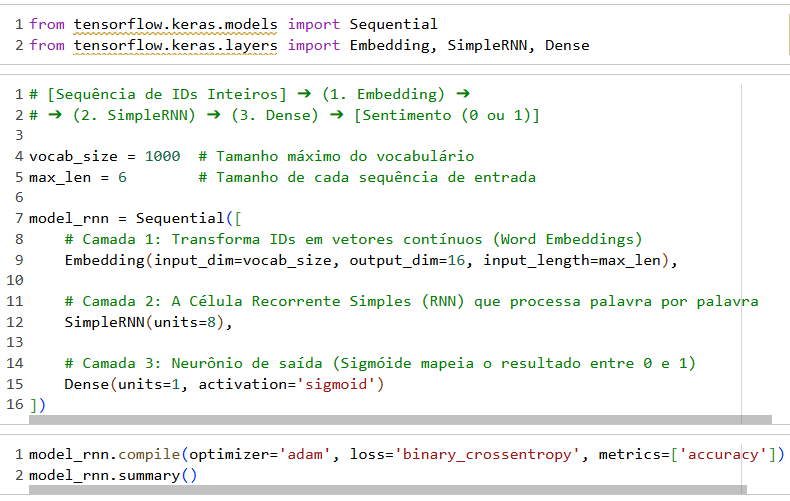 1 from tensorflow.keras.models import Sequential
2 from tensorflow.keras.layers import Embedding, SimpleRNN, Dense
1 # [Sequência de IDs Inteiros] ➔ (1. Embedding) ➔
2 # ➔ (2. SimpleRNN) ➔ (3. Dense) ➔ [Sentimento (0 ou 1)]
3
4 vocab_size = 1000  # Tamanho máximo do vocabulário
5 max_len = 6        # Tamanho de cada sequência de entrada
6
7 model_rnn = Sequential([
8     # Camada 1: Transforma IDs em vetores contínuos (Word Embeddings)
9     Embedding(input_dim=vocab_size, output_dim=16, input_length=max_len),
10
11     # Camada 2: A Célula Recorrente Simples (RNN) que processa palavra por palavra
12     SimpleRNN(units=8),
13
14     # Camada 3: Neurônio de saída (Sigmóide mapeia o resultado entre 0 e 1)
15     Dense(units=1, activation='sigmoid')
16 ])
1 model_rnn.compile(optimizer='adam', loss='binary_crossentropy', metrics=['accuracy'])
2 model_rnn.summary()